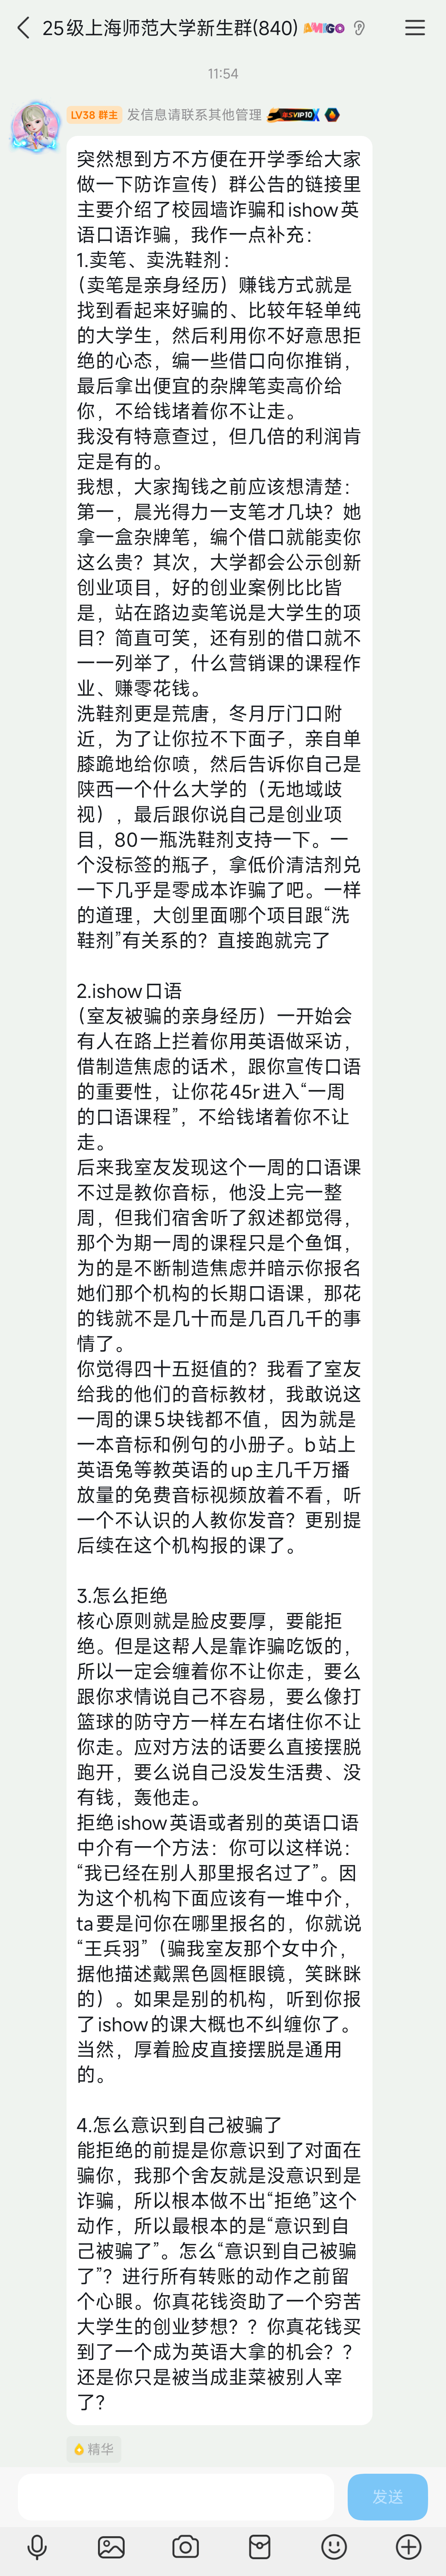 25级上海师范大学新生群(840) AMIGO
11:54
LV38 群主 发信息请联系其他管理 SVIP10
突然想到方不方便在开学季给大家
做一下防诈宣传）群公告的链接里
主要介绍了校园墙诈骗和ishow英
语口语诈骗，我作一点补充：
1.卖笔、卖洗鞋剂：
（卖笔是亲身经历）赚钱方式就是
找到看起来好骗的、比较年轻单纯
的大学生，然后利用你不好意思拒
绝的心态，编一些借口向你推销，
最后拿出便宜的杂牌笔卖高价给
你，不给钱堵着你不让走。
我没有特意查过，但几倍的利润肯
定是有的。
我想，大家掏钱之前应该想清楚：
第一，晨光得力一支笔才几块？她
拿一盒杂牌笔，编个借口就能卖你
这么贵？其次，大学都会公示创新
创业项目，好的创业案例比比皆
是，站在路边卖笔说是大学生的项
目？简直可笑，还有别的借口就不
一一列举了，什么营销课的课程作
业、赚零花钱。
洗鞋剂更是荒唐，冬月厅门口附
近，为了让你拉不下面子，亲自单
膝跪地给你喷，然后告诉你自己是
陕西一个什么大学的（无地域歧
视），最后跟你说自己是创业项
目，80一瓶洗鞋剂支持一下。一
个没标签的瓶子，拿低价清洁剂兑
一下几乎是零成本诈骗了吧。一样
的道理，大创里面哪个项目跟“洗
鞋剂”有关系的？直接跑就完了
2.ishow口语
（室友被骗的亲身经历）一开始会
有人在路上拦着你用英语做采访，
借制造焦虑的话术，跟你宣传口语
的重要性，让你花45r进入“一周
的口语课程”，不给钱堵着你不让
走。
后来我室友发现这个一周的口语课
不过是教你音标，他没上完一整
周，但我们宿舍听了叙述都觉得，
那个为期一周的课程只是个鱼饵，
为的是不断制造焦虑并暗示你报名
她们那个机构的长期口语课，那花
的钱就不是几十而是几百几千的事
情了。
你觉得四十五挺值的？我看了室友
给我的他们的音标教材，我敢说这
一周的课5块钱都不值，因为就是
一本音标和例句的小册子。b站上
英语兔等教英语的up主几千万播
放量的免费音标视频放着不看，听
一个不认识的人教你发音？更别提
后续在这个机构报的课了。
3.怎么拒绝
核心原则就是脸皮要厚，要能拒
绝。但是这帮人是靠诈骗吃饭的，
所以一定会缠着你不让你走，要么
跟你求情说自己不容易，要么像打
篮球的防守方一样左右堵住你不让
你走。应对方法的话要么直接摆脱
跑开，要么说自己没发生活费、没
有钱，轰他走。
拒绝ishow英语或者别的英语口语
中介有一个方法：你可以这样说：
“我已经在别人那里报名过了”。因
为这个机构下面应该有一堆中介，
ta要是问你在哪里报名的，你就说
“王兵羽”（骗我室友那个女中介，
据他描述戴黑色圆框眼镜，笑眯眯
的）。如果是别的机构，听到你报
了ishow的课大概也不纠缠你了。
当然，厚着脸皮直接摆脱是通用
的。
4.怎么意识到自己被骗了
能拒绝的前提是你意识到了对面在
骗你，我那个舍友就是没意识到是
诈骗，所以根本做不出“拒绝”这个
动作，所以最根本的是“意识到自
己被骗了”。怎么“意识到自己被骗
了”？进行所有转账的动作之前留
个心眼。你真花钱资助了一个穷苦
大学生的创业梦想？？你真花钱买
到了一个成为英语大拿的机会？？
还是你只是被当成韭菜被别人宰
了？
精华
发送